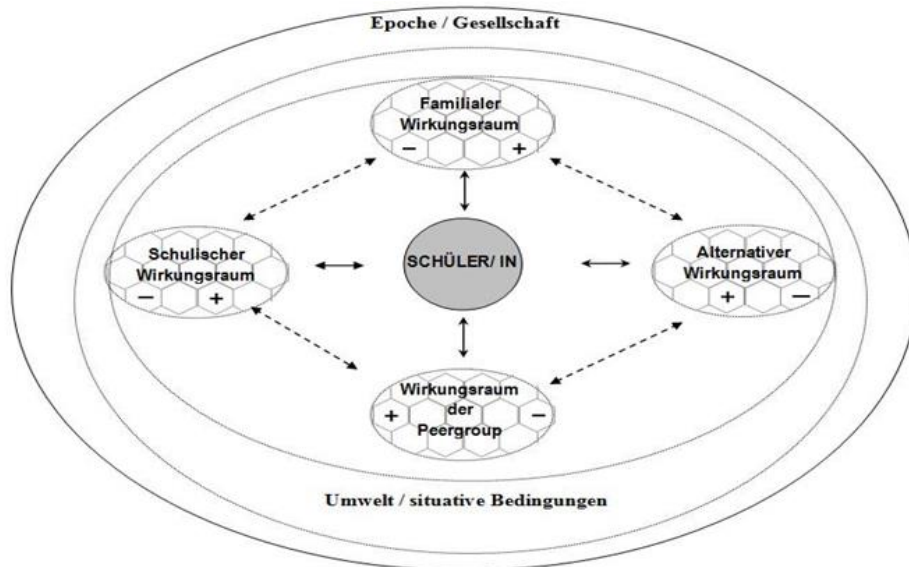 Epoche / Gesellschaft
Familialer
Wirkungsraum
− +
Schulischer
Wirkungsraum
− +
SCHÜLER/ IN
Alternativer
Wirkungsraum
+ −
Wirkungsraum
+ der −
Peergroup
Umwelt / situative Bedingungen